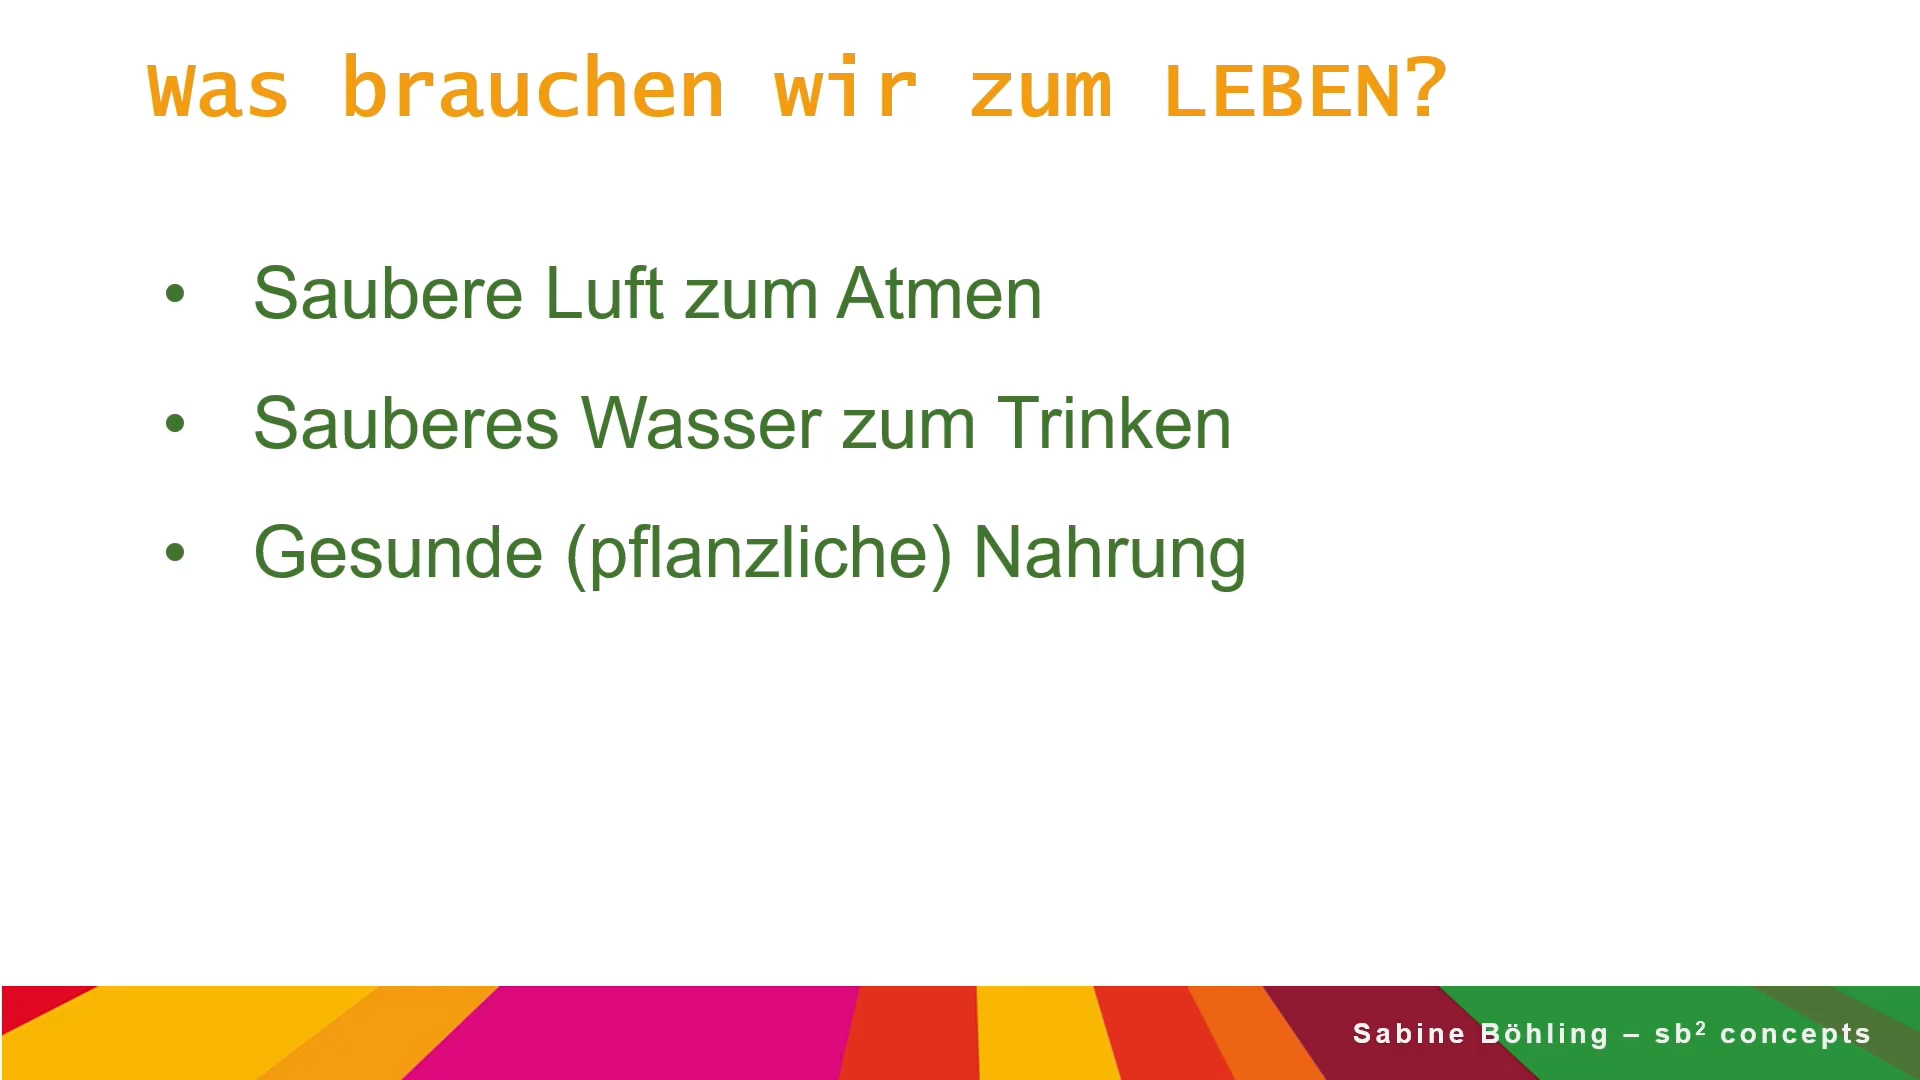 Was brauchen wir zum LEBEN?
• Saubere Luft zum Atmen
• Sauberes Wasser zum Trinken
• Gesunde (pflanzliche) Nahrung
Sabine Böhling – sb² concepts